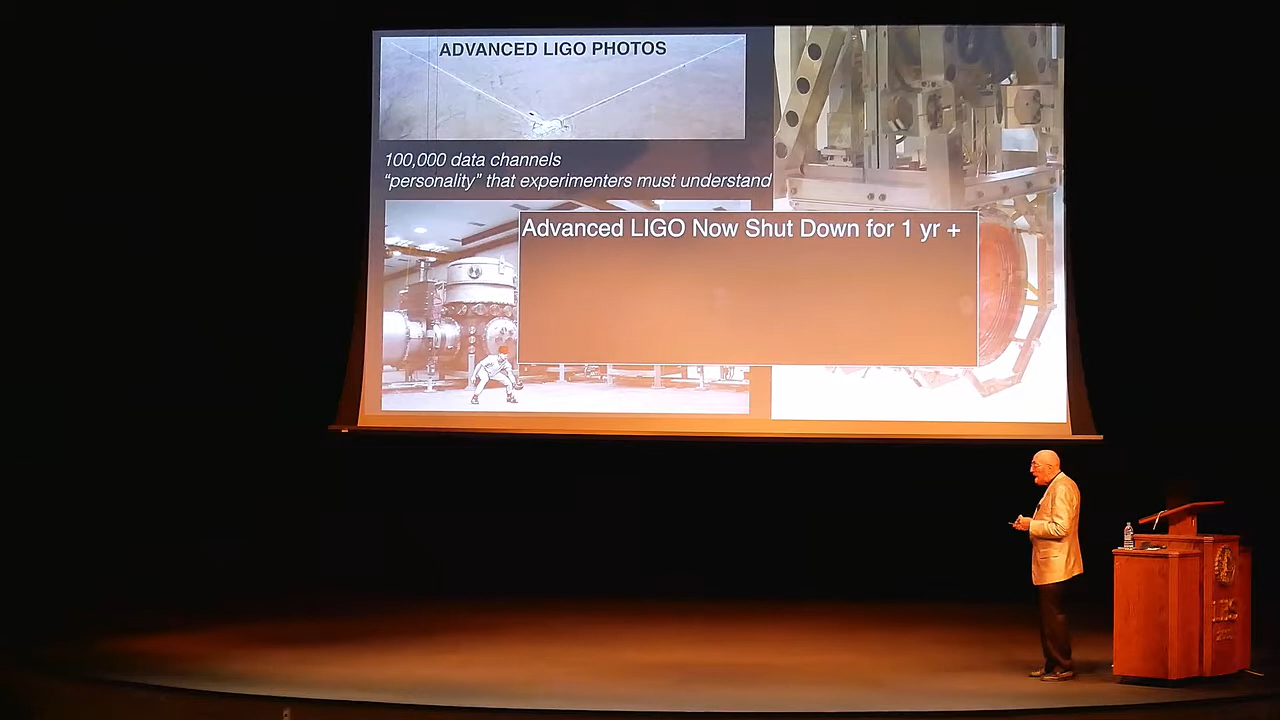 ADVANCED LIGO PHOTOS
100,000 data channels
“personality” that experimenters must understand
Advanced LIGO Now Shut Down for 1 yr +